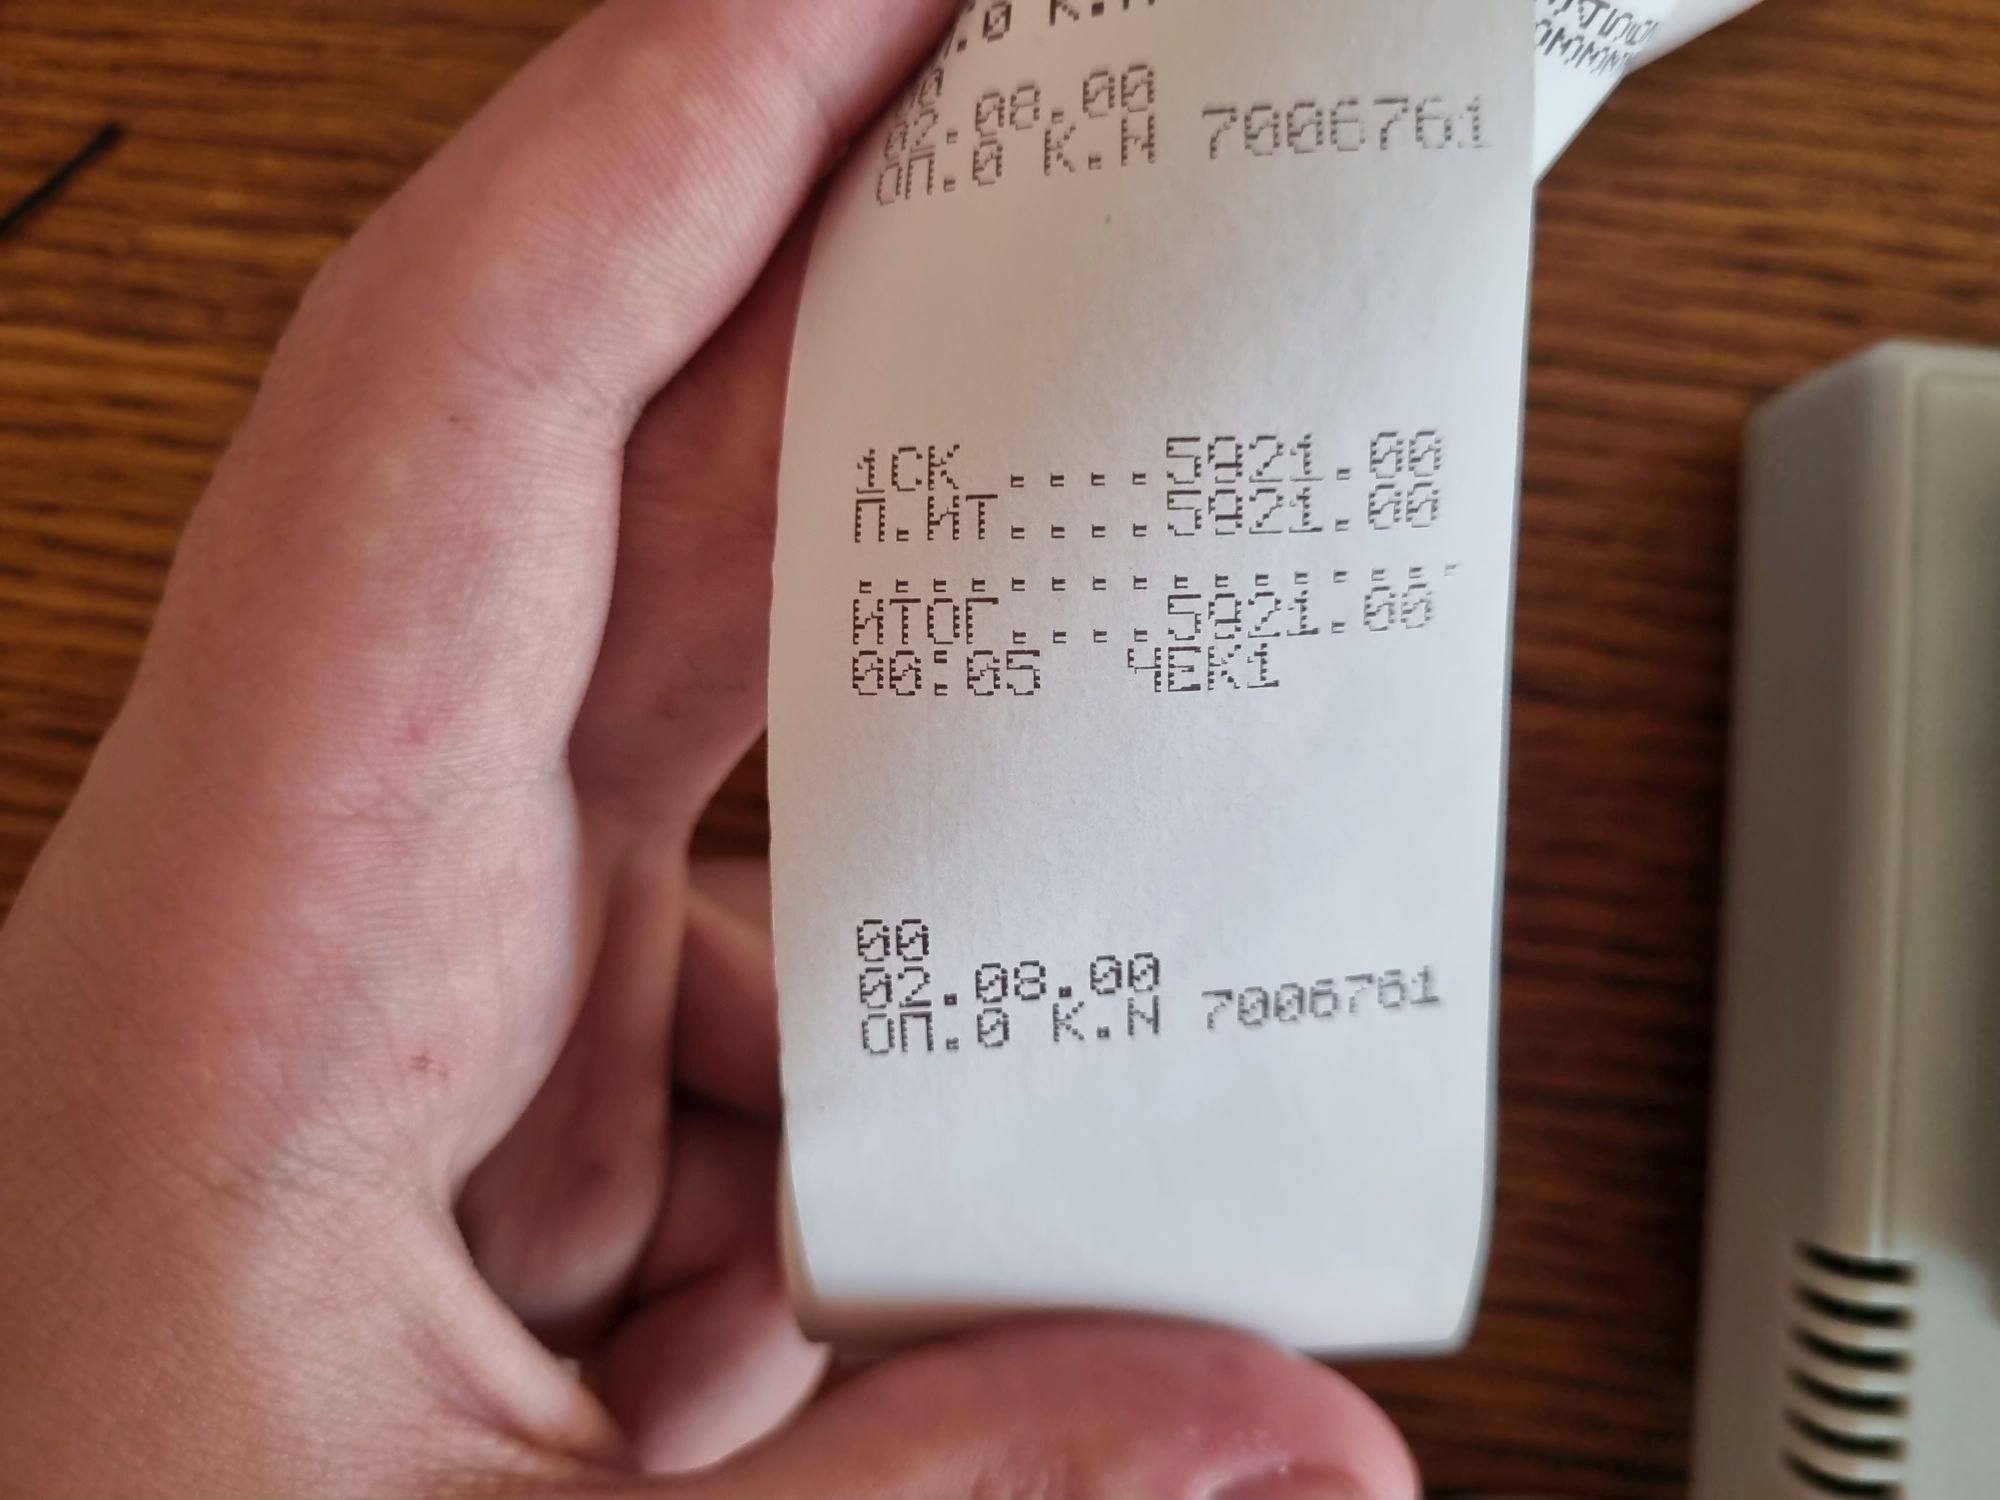 02.08.00
ОП.0 К.Н 7006761
1СК ....5821.00
П.ИТ....5821.00
...............
ИТОГ....5821.00
00:05 ЧЕК1
00
02.08.00
ОП.0 К.Н 7006761